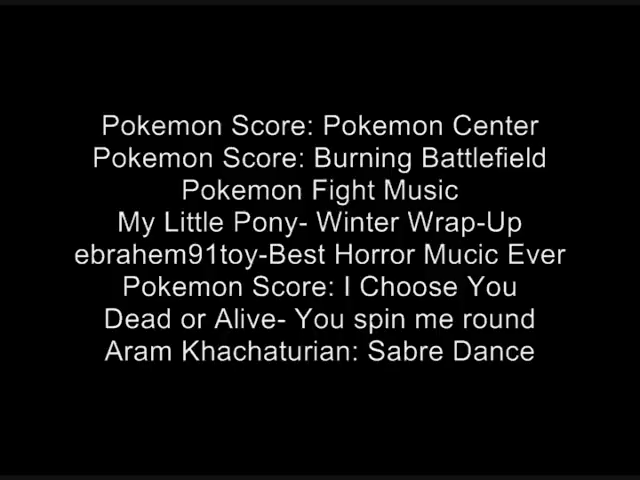 Pokemon Score: Pokemon Center
Pokemon Score: Burning Battlefield
Pokemon Fight Music
My Little Pony- Winter Wrap-Up
ebrahem91toy-Best Horror Mucic Ever
Pokemon Score: I Choose You
Dead or Alive- You spin me round
Aram Khachaturian: Sabre Dance